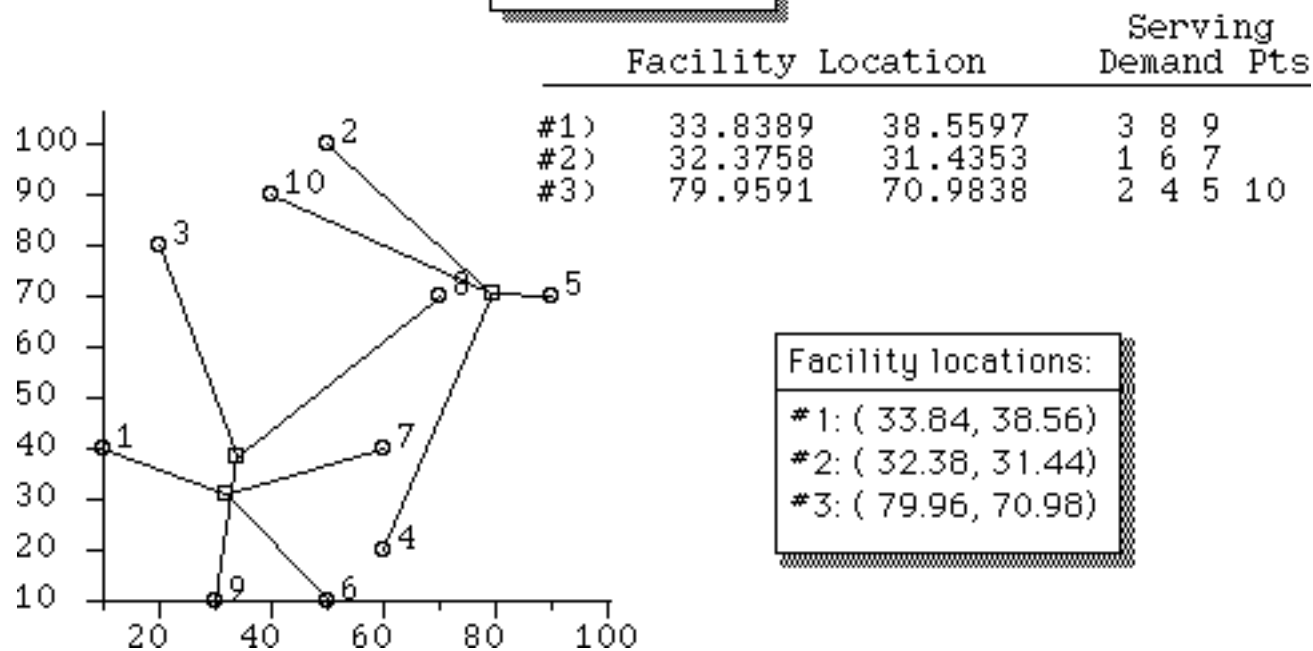 Serving
Facility Location Demand Pts
#1) 33.8389 38.5597 3 8 9
#2) 32.3758 31.4353 1 6 7
#3) 79.9591 70.9838 2 4 5 10
100
90
80
70
60
50
40
30
20
10
20 40 60 80 100
2
10
3
8
5
1
7
4
9
6
Facility locations:
#1: ( 33.84, 38.56)
#2: ( 32.38, 31.44)
#3: ( 79.96, 70.98)